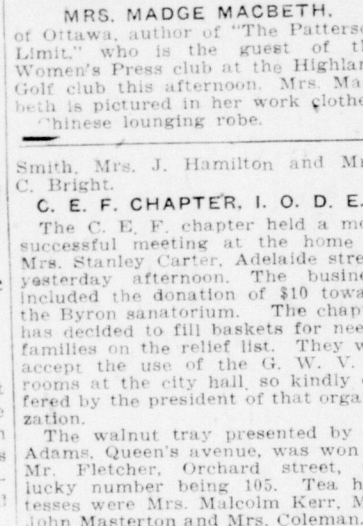 MRS. MADGE MACBETH,
of Ottawa, author of "The Patterson
Limit," who is the guest of
Women's Press club at the Highland
Golf club this afternoon. Mrs. Mac
beth is pictured in her work clothes
Chinese lounging robe.
Smith, Mrs. J. Hamilton and
C. Bright.
C. E. F. CHAPTER, I. O. D. E.
The C. E. F. chapter held a
successful meeting at the home
Mrs. Stanley Carter, Adelaide stre
yesterday afternoon. The busine
included the donation of $10 towa
the Byron sanatorium. The chap
has decided to fill baskets for nee
families on the relief list. They w
accept the use of the G. W. V.
rooms at the city hall, so kindly
fered by the president of that orga
zation.
The walnut tray presented by
Adams, Queen's avenue, was won
Mr. Fletcher, Orchard street,
lucky number being 105. Tea h
tesses were Mrs. Malcolm Kerr, M
John Masterton and Mrs. Coleman